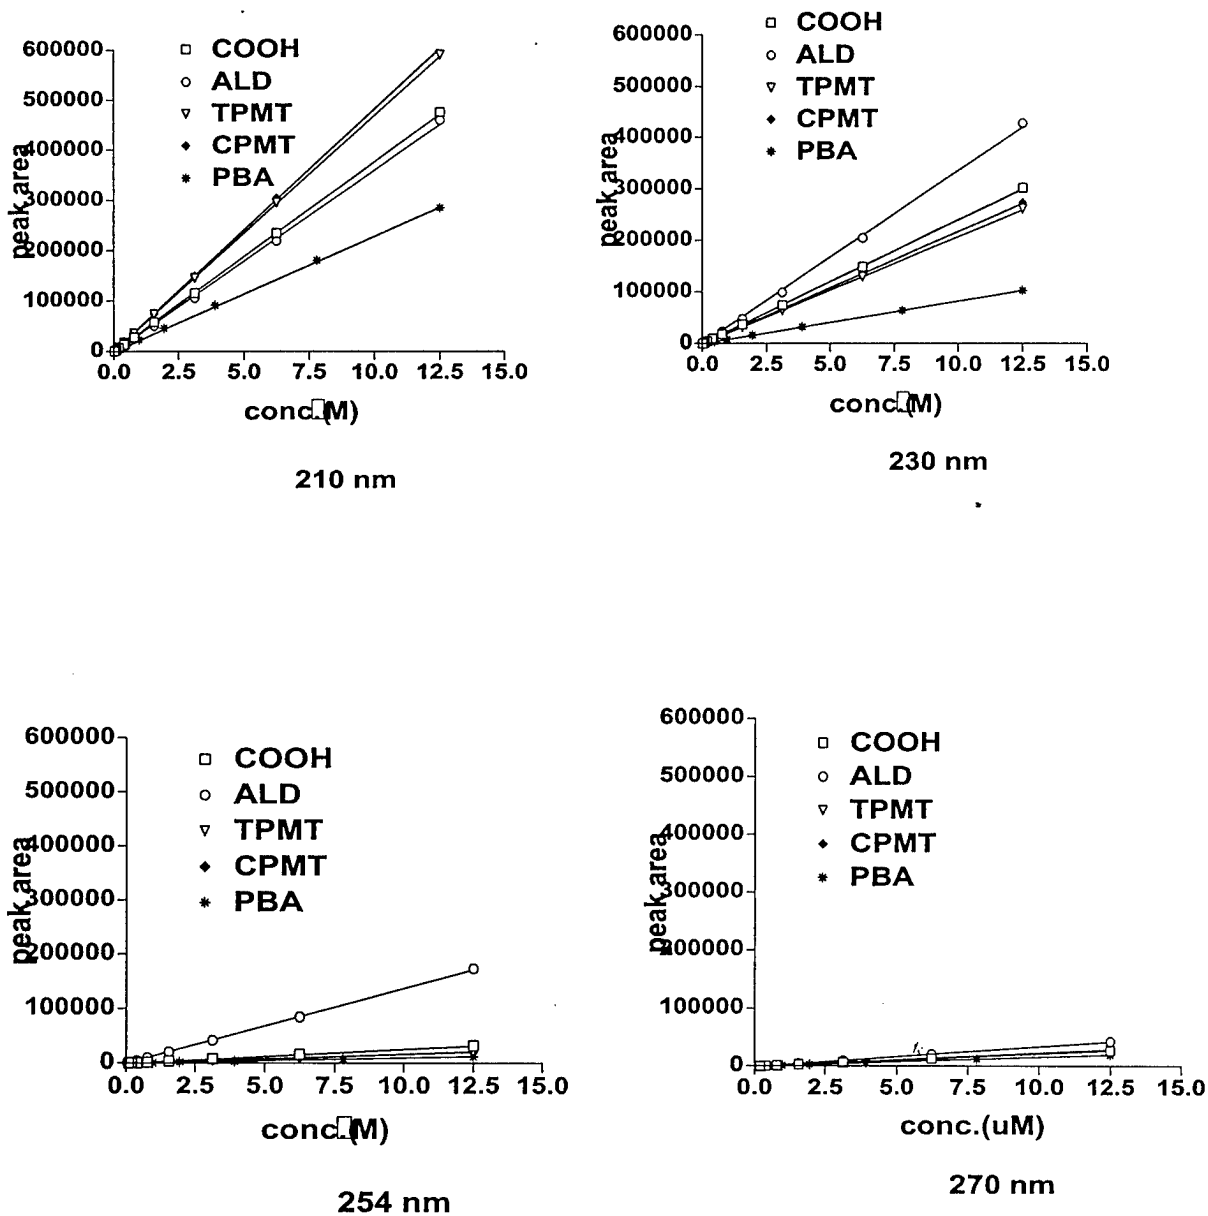 600000
500000
400000
300000
200000
100000
0
peak area
COOH
ALD
TPMT
CPMT
PBA
0.0 2.5 5.0 7.5 10.0 12.5 15.0
conc.(□M)
210 nm
600000
500000
400000
300000
200000
100000
0
peak area
COOH
ALD
TPMT
CPMT
PBA
0.0 2.5 5.0 7.5 10.0 12.5 15.0
conc.(□M)
230 nm
600000
500000
400000
300000
200000
100000
0
peak area
COOH
ALD
TPMT
CPMT
PBA
0.0 2.5 5.0 7.5 10.0 12.5 15.0
conc.(□M)
254 nm
600000
500000
400000
300000
200000
100000
0
peak area
COOH
ALD
TPMT
CPMT
PBA
0.0 2.5 5.0 7.5 10.0 12.5 15.0
conc.(uM)
270 nm